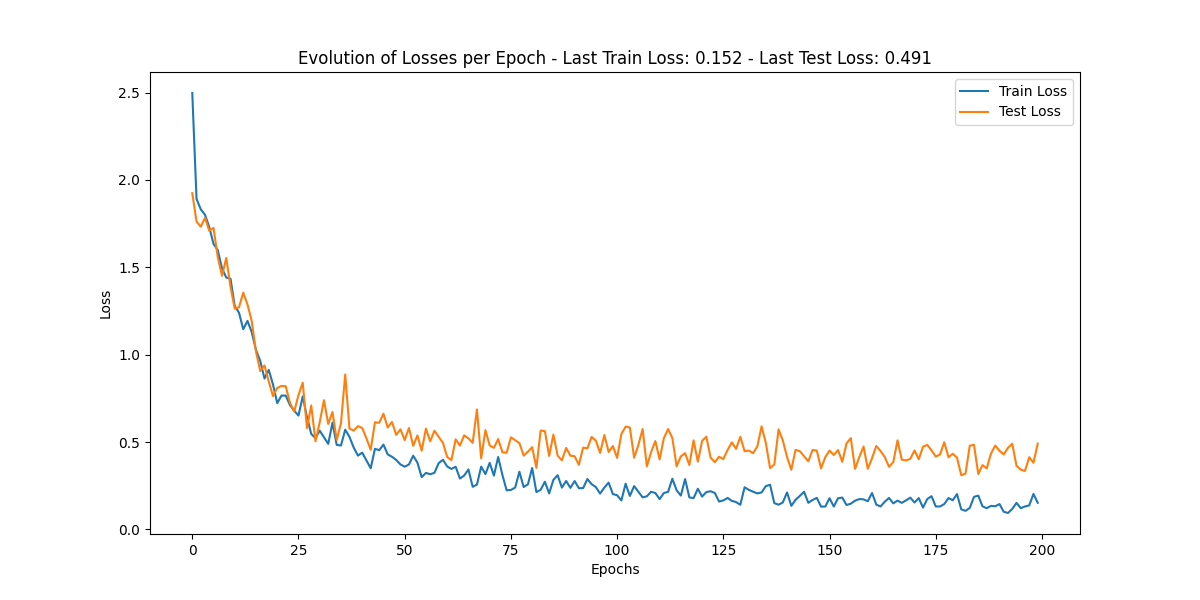 Evolution of Losses per Epoch - Last Train Loss: 0.152 - Last Test Loss: 0.491
Train Loss
Test Loss
2.5
2.0
1.5
1.0
0.5
0.0
Loss
0 25 50 75 100 125 150 175 200
Epochs